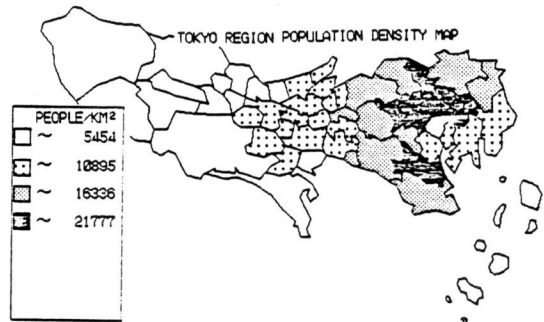 TOKYO REGION POPULATION DENSITY MAP
PEOPLE/KM²
~ 5454
~ 10895
~ 16336
~ 21777